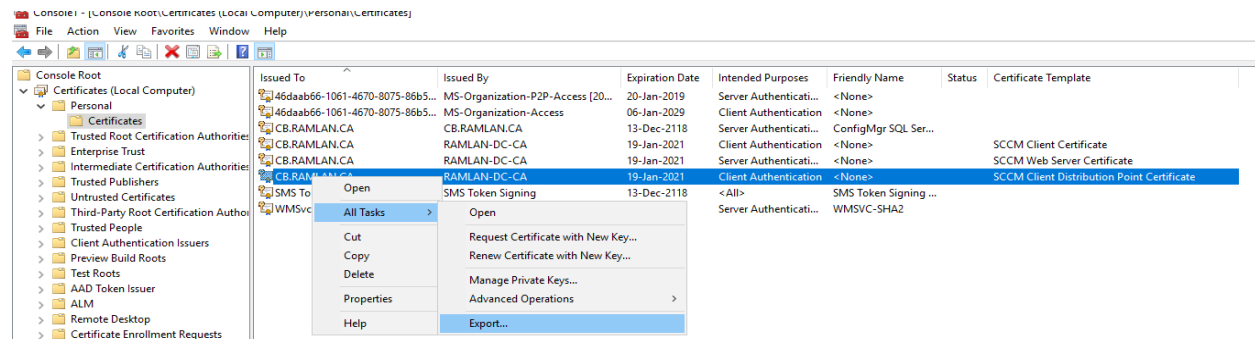 Console1 - [Console Root\Certificates (Local Computer)\Personal\Certificates]
File Action View Favorites Window Help
Console Root
Certificates (Local Computer)
Personal
Certificates
Trusted Root Certification Authorities
Enterprise Trust
Intermediate Certification Authorities
Trusted Publishers
Untrusted Certificates
Third-Party Root Certification Author
Trusted People
Client Authentication Issuers
Preview Build Roots
Test Roots
AAD Token Issuer
ALM
Remote Desktop
Certificate Enrollment Requests
Issued To Issued By Expiration Date Intended Purposes Friendly Name Status Certificate Template
46daab66-1061-4670-8075-86b5... MS-Organization-P2P-Access [20... 20-Jan-2019 Server Authenticati... <None>
46daab66-1061-4670-8075-86b5... MS-Organization-Access 06-Jan-2029 Client Authentication <None>
CB.RAMLAN.CA CB.RAMLAN.CA 13-Dec-2118 Server Authenticati... ConfigMgr SQL Ser...
CB.RAMLAN.CA RAMLAN-DC-CA 19-Jan-2021 Client Authentication <None> SCCM Client Certificate
CB.RAMLAN.CA RAMLAN-DC-CA 19-Jan-2021 Server Authenticati... <None> SCCM Web Server Certificate
CB.RAMLAN.CA RAMLAN-DC-CA 19-Jan-2021 Client Authentication <None> SCCM Client Distribution Point Certificate
SMS To SMS Token Signing 13-Dec-2118 <All> SMS Token Signing ...
WMSvc Server Authenticati... WMSVC-SHA2
Open
All Tasks
Cut
Copy
Delete
Properties
Help
Open
Request Certificate with New Key...
Renew Certificate with New Key...
Manage Private Keys...
Advanced Operations
Export...